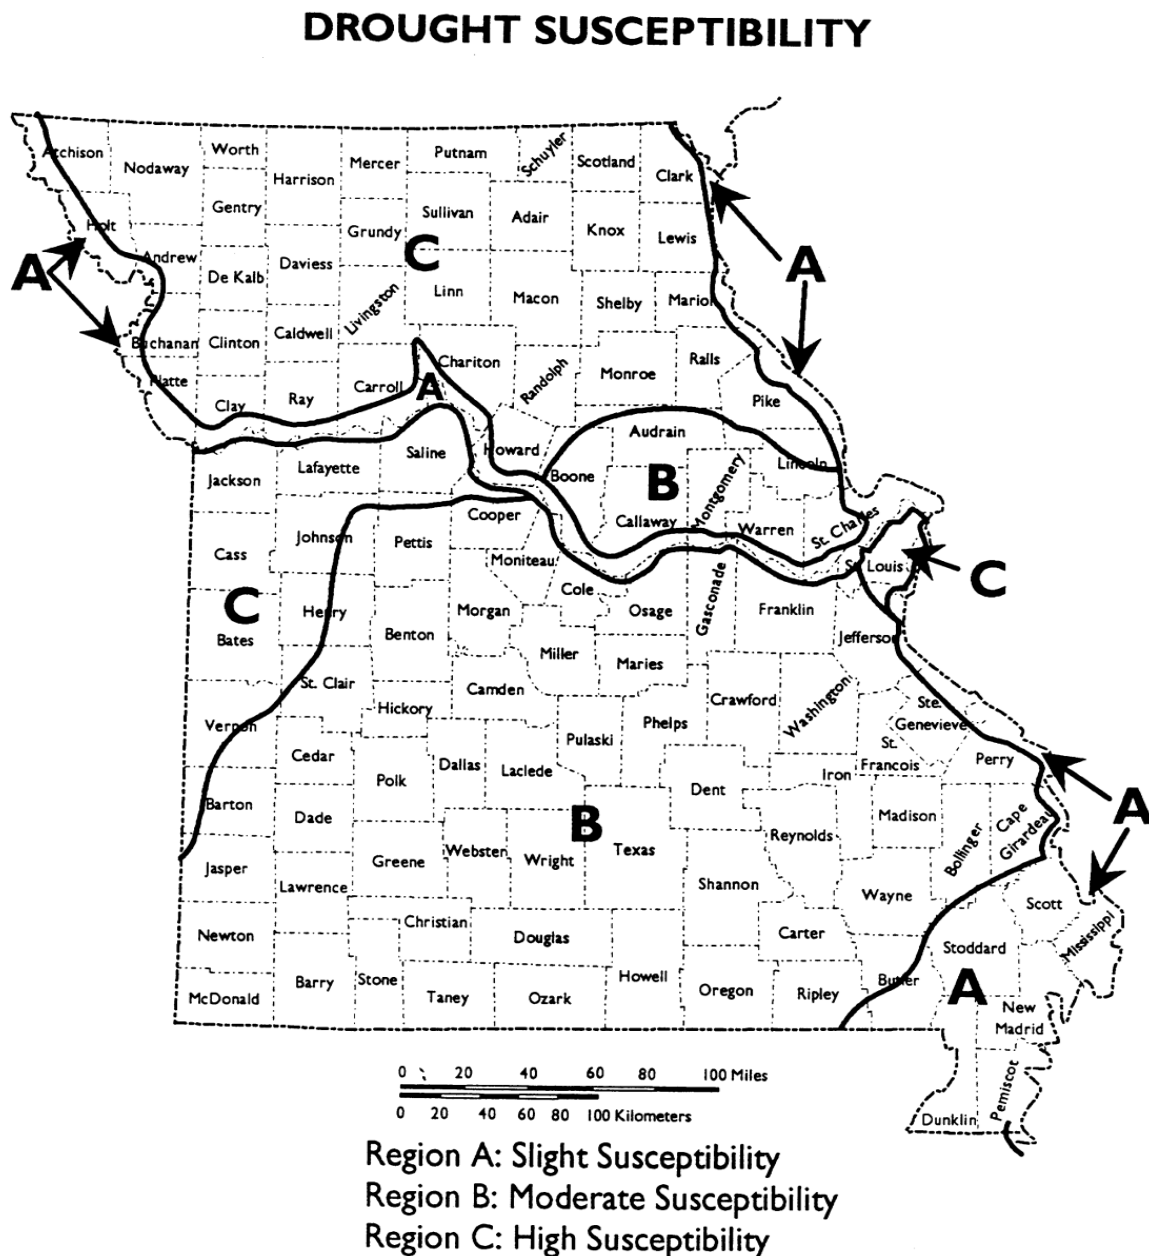 DROUGHT SUSCEPTIBILITY
Atchison
Nodaway
Worth
Harrison
Mercer
Putnam
Schuyler
Scotland
Clark
Gentry
Sullivan
Adair
Knox
Lewis
Holt
Andrew
De Kalb
Daviess
Grundy
C
A
A
Linn
Macon
Shelby
Marion
Livingston
Buchanan
Clinton
Caldwell
Chariton
Randolph
Monroe
Ralls
Platte
Clay
Ray
Carroll
A
Pike
Audrain
Howard
Boone
B
Montgomery
Lincoln
Jackson
Lafayette
Saline
Cooper
Callaway
Warren
St. Charles
Cass
Johnson
Pettis
Moniteau
Cole
Osage
Gasconade
Franklin
St. Louis
C
C
Bates
Henry
Benton
Morgan
Miller
Maries
Jefferson
St. Clair
Hickory
Camden
Pulaski
Phelps
Crawford
Washington
Ste.
Genevieve
St.
Francois
Perry
Vernon
Cedar
Polk
Dallas
Laclede
Dent
Iron
A
Barton
Dade
B
Reynolds
Madison
Bollinger
Cape
Girardeau
Jasper
Lawrence
Greene
Webster
Wright
Texas
Shannon
Wayne
Scott
Mississippi
Newton
Christian
Douglas
Carter
Stoddard
McDonald
Barry
Stone
Taney
Ozark
Howell
Oregon
Ripley
Butler
A
New
Madrid
Dunklin
Pemiscot
0 20 40 60 80 100 Miles
0 20 40 60 80 100 Kilometers
Region A: Slight Susceptibility
Region B: Moderate Susceptibility
Region C: High Susceptibility